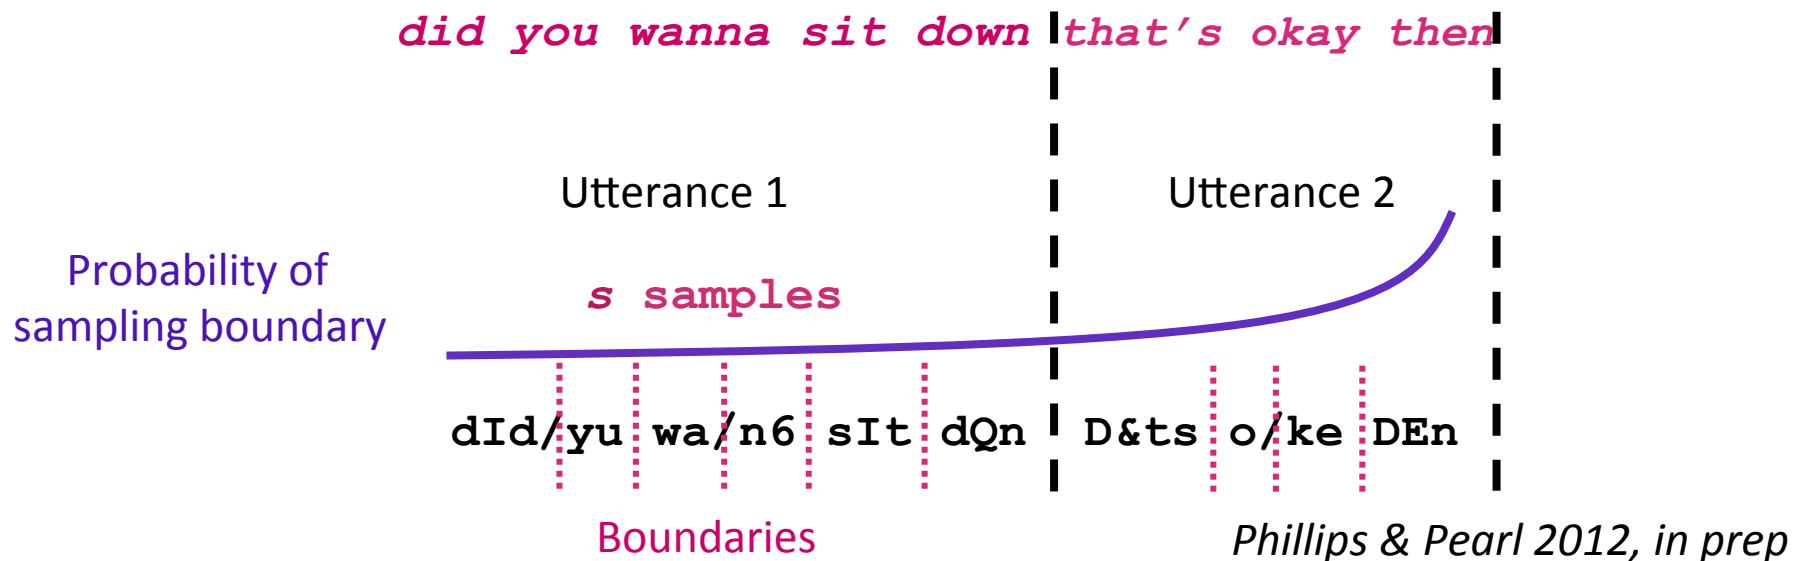 did you wanna sit down that's okay then
Utterance 1 Utterance 2
Probability of
sampling boundary
s samples
dId/yu wa/n6 sIt dQn D&ts o/ke DEn
Boundaries
Phillips & Pearl 2012, in prep